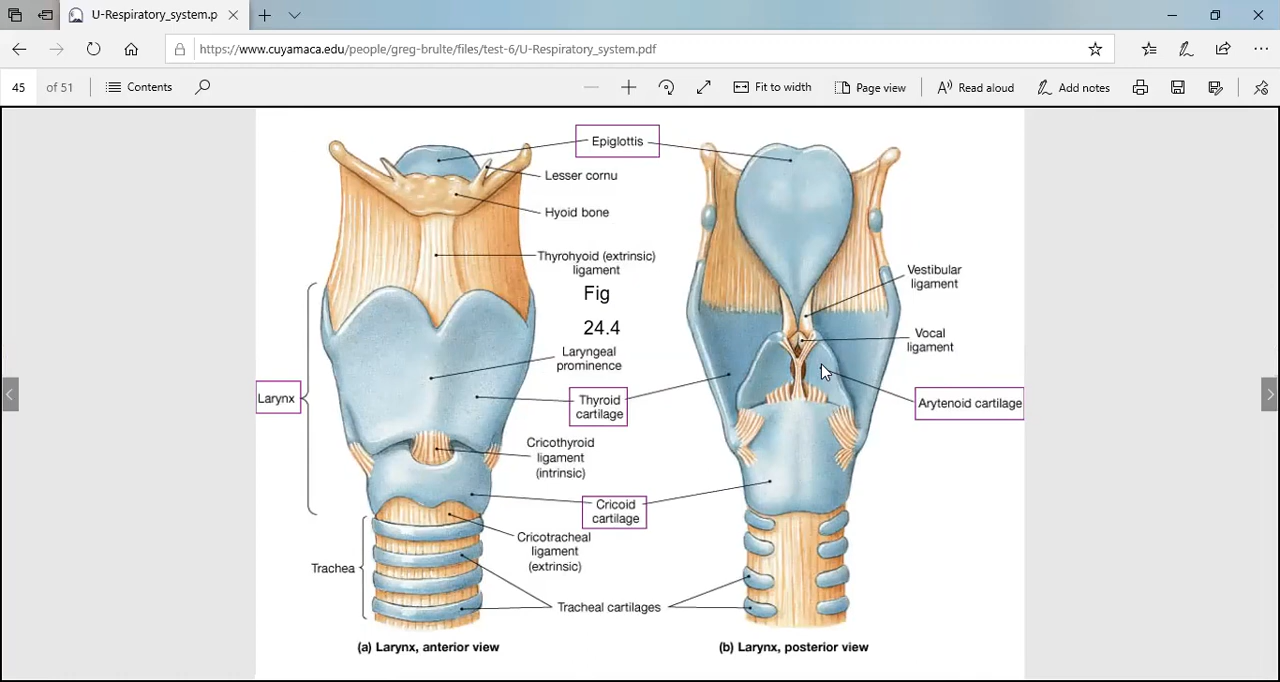 U-Respiratory_system.p
https://www.cuyamaca.edu/people/greg-brulte/files/test-6/U-Respiratory_system.pdf
45 of 51 Contents Fit to width Page view Read aloud Add notes
Epiglottis
Lesser cornu
Hyoid bone
Thyrohyoid (extrinsic)
ligament
Fig
24.4
Laryngeal
prominence
Larynx
Thyroid
cartilage
Cricothyroid
ligament
(intrinsic)
Cricoid
cartilage
Cricotracheal
ligament
(extrinsic)
Trachea
Tracheal cartilages
Vestibular
ligament
Vocal
ligament
Arytenoid cartilage
(a) Larynx, anterior view
(b) Larynx, posterior view